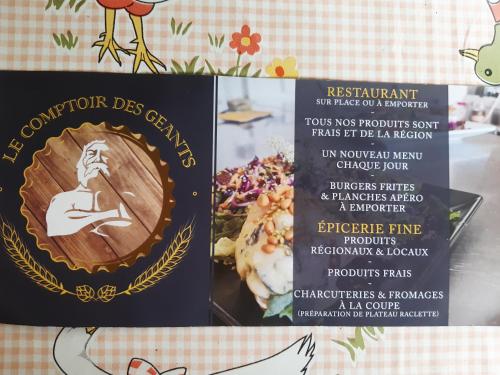 LE COMPTOIR DES GEANTS
RESTAURANT
SUR PLACE OU À EMPORTER
TOUS NOS PRODUITS SONT
FRAIS ET DE LA RÉGION
UN NOUVEAU MENU
CHAQUE JOUR
BURGERS FRITES
& PLANCHES APÉRO
À EMPORTER
ÉPICERIE FINE
PRODUITS
RÉGIONAUX & LOCAUX
PRODUITS FRAIS
CHARCUTERIES & FROMAGES
À LA COUPE
(PRÉPARATION DE PLATEAU RACLETTE)